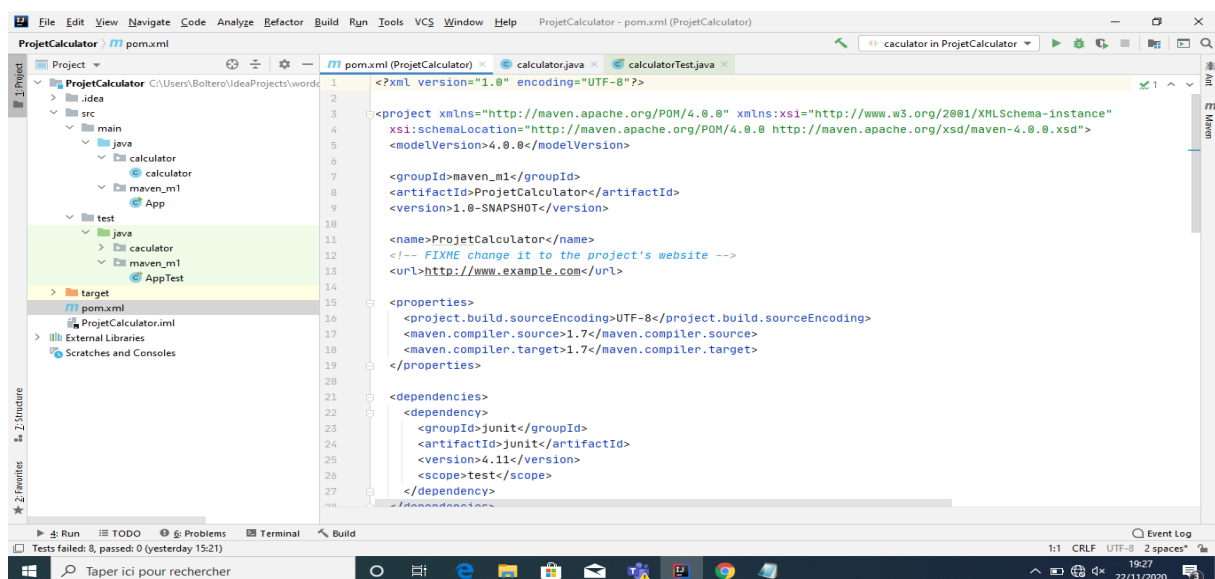 File Edit View Navigate Code Analyze Refactor Build Run Tools VCS Window Help ProjetCalculator - pom.xml (ProjetCalculator)
ProjetCalculator pom.xml caculator in ProjetCalculator
Project pom.xml (ProjetCalculator) calculator.java calculatorTest.java
1: Project
ProjetCalculator C:\Users\Boltero\IdeaProjects\wordc
.idea
src
main
java
calculator
calculator
maven_m1
App
test
java
caculator
maven_m1
AppTest
target
pom.xml
ProjetCalculator.iml
External Libraries
Scratches and Consoles
7: Structure
2: Favorites
1 <?xml version="1.0" encoding="UTF-8"?>
2
3 <project xmlns="http://maven.apache.org/POM/4.0.0" xmlns:xsi="http://www.w3.org/2001/XMLSchema-instance"
4 xsi:schemaLocation="http://maven.apache.org/POM/4.0.0 http://maven.apache.org/xsd/maven-4.0.0.xsd">
5 <modelVersion>4.0.0</modelVersion>
6
7 <groupId>maven_m1</groupId>
8 <artifactId>ProjetCalculator</artifactId>
9 <version>1.0-SNAPSHOT</version>
10
11 <name>ProjetCalculator</name>
12 <!-- FIXME change it to the project's website -->
13 <url>http://www.example.com</url>
14
15 <properties>
16 <project.build.sourceEncoding>UTF-8</project.build.sourceEncoding>
17 <maven.compiler.source>1.7</maven.compiler.source>
18 <maven.compiler.target>1.7</maven.compiler.target>
19 </properties>
20
21 <dependencies>
22 <dependency>
23 <groupId>junit</groupId>
24 <artifactId>junit</artifactId>
25 <version>4.11</version>
26 <scope>test</scope>
27 </dependency>
28 </dependencies>
1
Ant
Maven
4: Run TODO 6: Problems Terminal Build Event Log
Tests failed: 8, passed: 0 (yesterday 15:21) 1:1 CRLF UTF-8 2 spaces*
Taper ici pour rechercher 19:27
22/11/2020